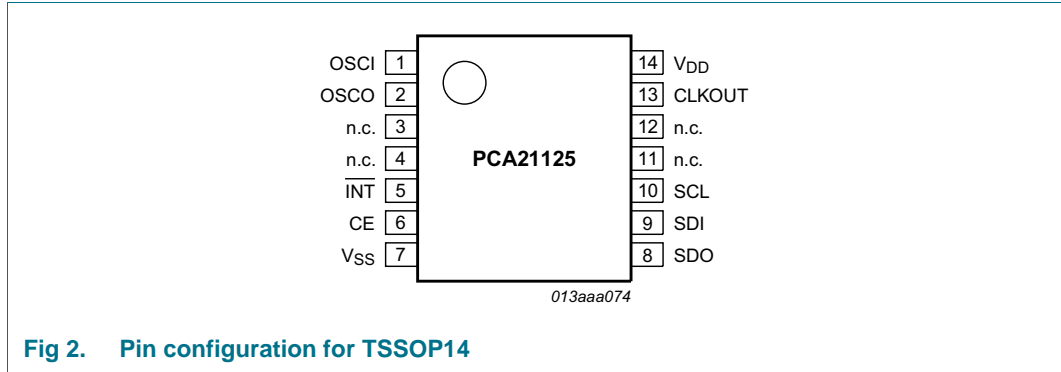 OSCI 1 14 VDD
OSCO 2 13 CLKOUT
n.c. 3 12 n.c.
n.c. 4 PCA21125 11 n.c.
INT 5 10 SCL
CE 6 9 SDI
VSS 7 8 SDO
013aaa074
Fig 2. Pin configuration for TSSOP14